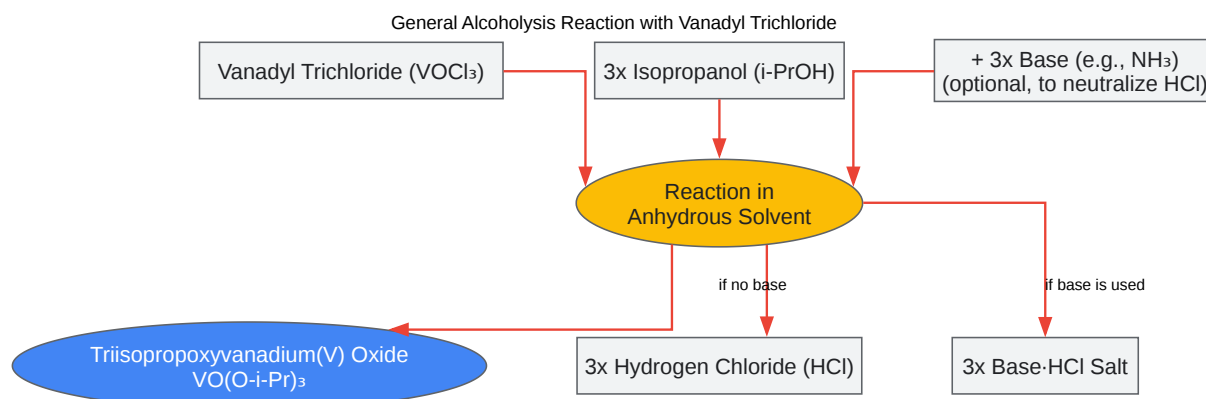 General Alcoholysis Reaction with Vanadyl Trichloride
Vanadyl Trichloride (VOCl₃)
3x Isopropanol (i-PrOH)
+ 3x Base (e.g., NH₃)
(optional, to neutralize HCl)
Reaction in
Anhydrous Solvent
if no base
if base is used
Triisopropoxyvanadium(V) Oxide
VO(O-i-Pr)₃
3x Hydrogen Chloride (HCl)
3x Base·HCl Salt